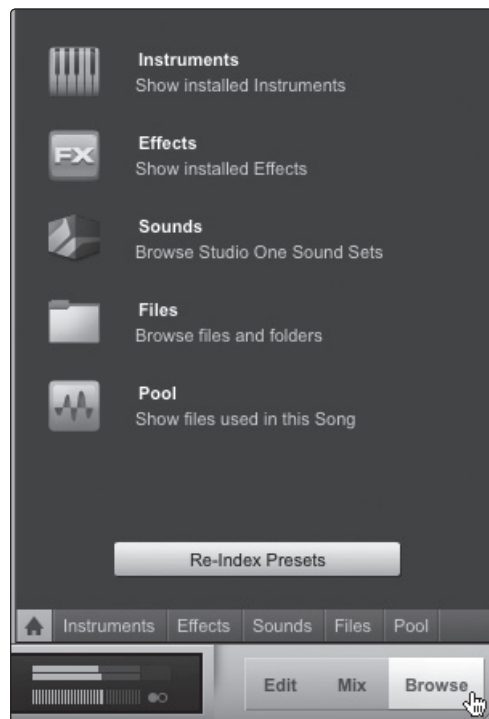 Instruments
Show installed Instruments
FX
Effects
Show installed Effects
Sounds
Browse Studio One Sound Sets
Files
Browse files and folders
Pool
Show files used in this Song
Re-Index Presets
Instruments Effects Sounds Files Pool
Edit Mix Browse